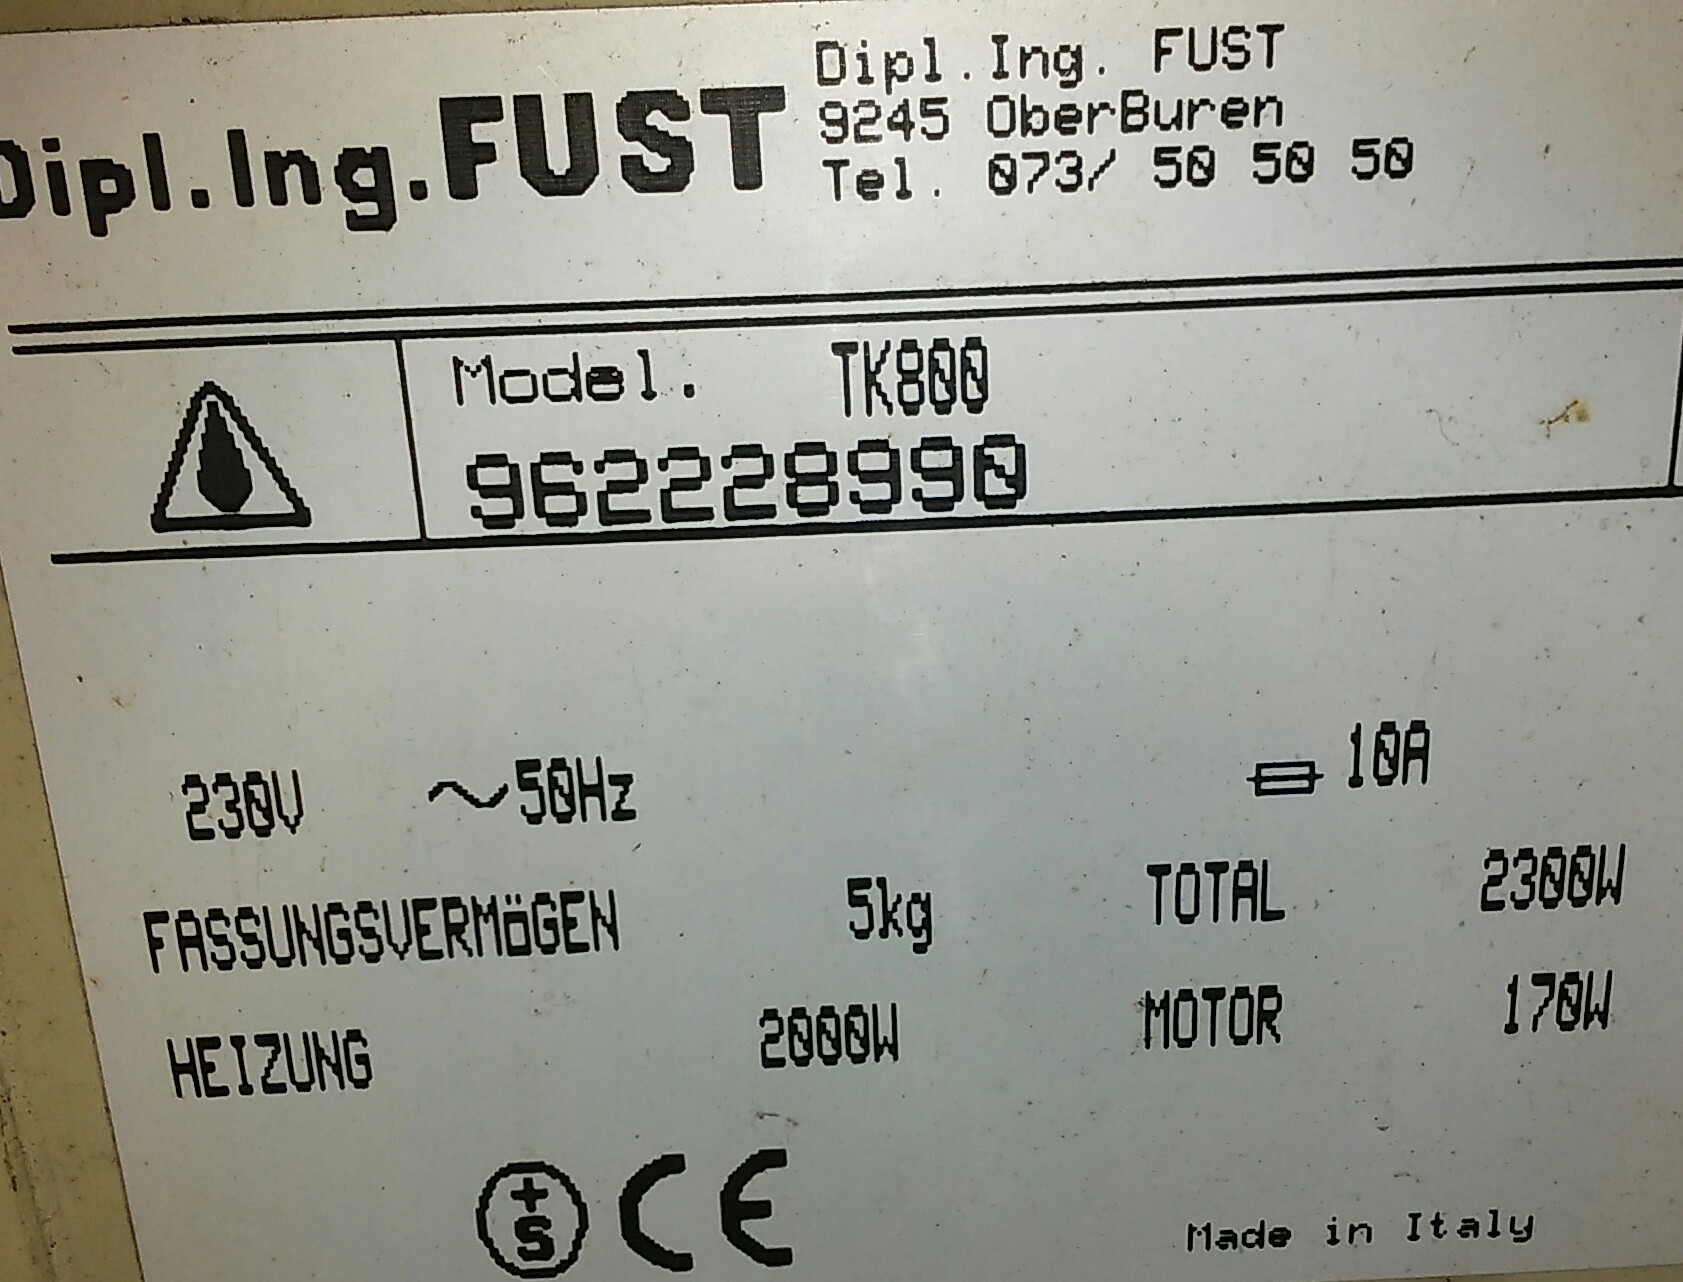 Dipl.Ing.FUST
Dipl.Ing. FUST
9245 OberBuren
Tel. 073/ 50 50 50
Model. TK800
962228990
230V ~50Hz 10A
FASSUNGSVERMÖGEN 5kg TOTAL 2300W
HEIZUNG 2000W MOTOR 170W
+S CE
Made in Italy